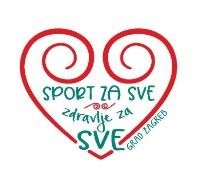 SPORT ZA SVE
zdravlje za
SVE
GRAD ZAGREB